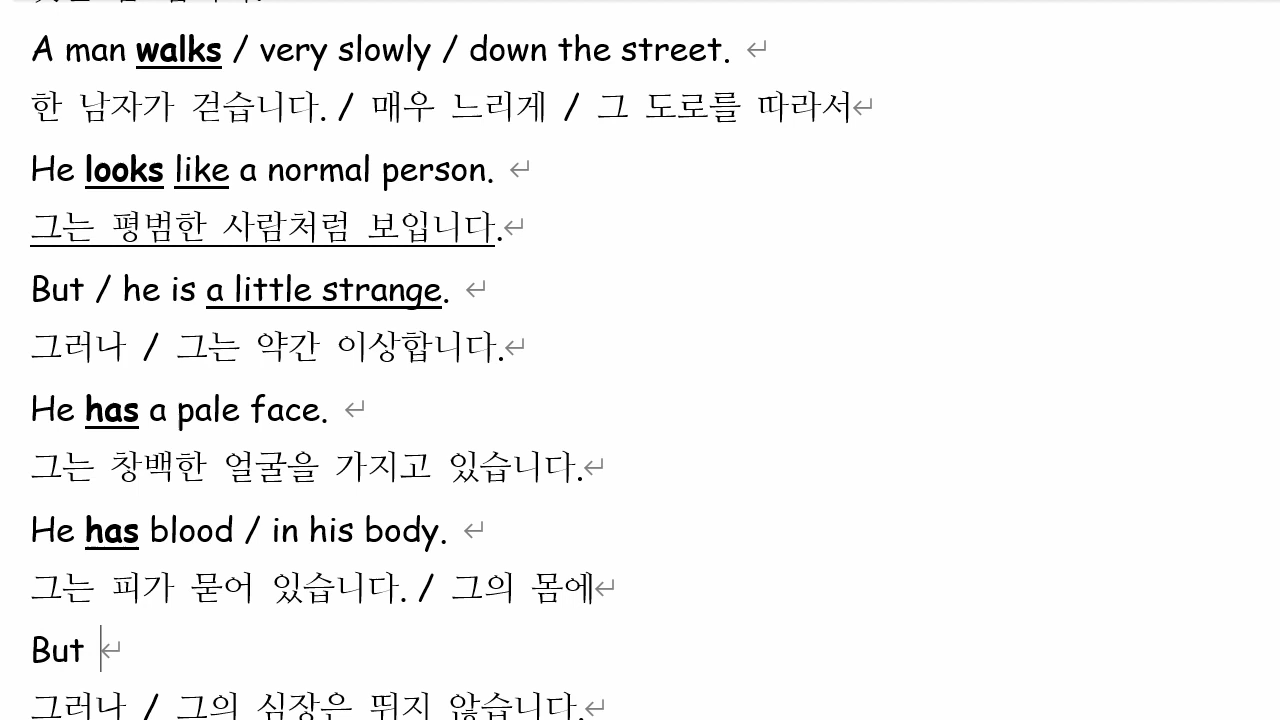 A man walks / very slowly / down the street.
한 남자가 걷습니다. / 매우 느리게 / 그 도로를 따라서
He looks like a normal person.
그는 평범한 사람처럼 보입니다.
But / he is a little strange.
그러나 / 그는 약간 이상합니다.
He has a pale face.
그는 창백한 얼굴을 가지고 있습니다.
He has blood / in his body.
그는 피가 묻어 있습니다. / 그의 몸에
But
그러나 / 그의 심장은 뛰지 않습니다.